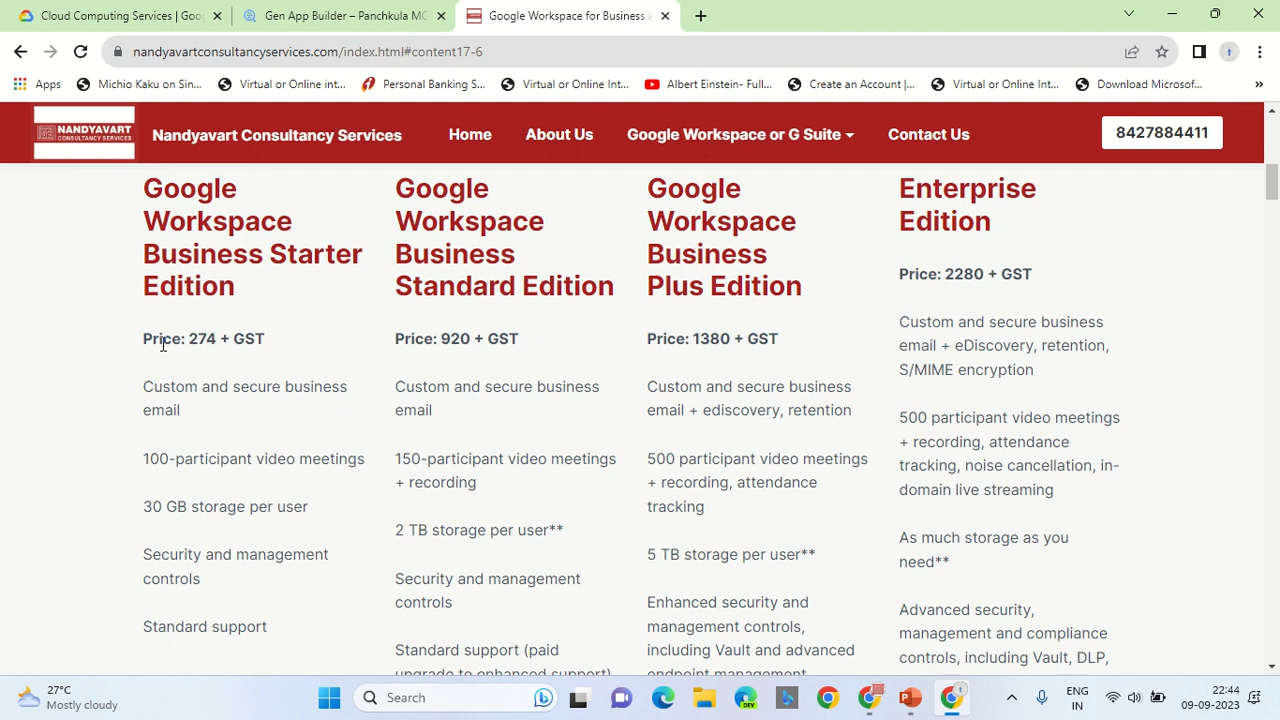 Cloud Computing Services | Goo
Gen App Builder – Panchkula MC
Google Workspace for Business a
nandyavartconsultancyservices.com/index.html#content17-6
Apps
Michio Kaku on Sin...
Virtual or Online int...
Personal Banking S...
Virtual or Online Int...
Albert Einstein- Full...
Create an Account |...
Virtual or Online Int...
Download Microsof...
»
NANDYAVART
CONSULTANCY SERVICES
Nandyavart Consultancy Services
Home
About Us
Google Workspace or G Suite
Contact Us
8427884411
Google
Workspace
Business Starter
Edition
Price: 274 + GST
Custom and secure business
email
100-participant video meetings
30 GB storage per user
Security and management
controls
Standard support
Google
Workspace
Business
Standard Edition
Price: 920 + GST
Custom and secure business
email
150-participant video meetings
+ recording
2 TB storage per user**
Security and management
controls
Standard support (paid
upgrade to enhanced support)
Google
Workspace
Business
Plus Edition
Price: 1380 + GST
Custom and secure business
email + ediscovery, retention
500 participant video meetings
+ recording, attendance
tracking
5 TB storage per user**
Enhanced security and
management controls,
including Vault and advanced
endpoint management
Enterprise
Edition
Price: 2280 + GST
Custom and secure business
email + eDiscovery, retention,
S/MIME encryption
500 participant video meetings
+ recording, attendance
tracking, noise cancellation, in-
domain live streaming
As much storage as you
need**
Advanced security,
management and compliance
controls, including Vault, DLP,
27°C
Mostly cloudy
Search
DEV
ENG
IN
22:44
09-09-2023